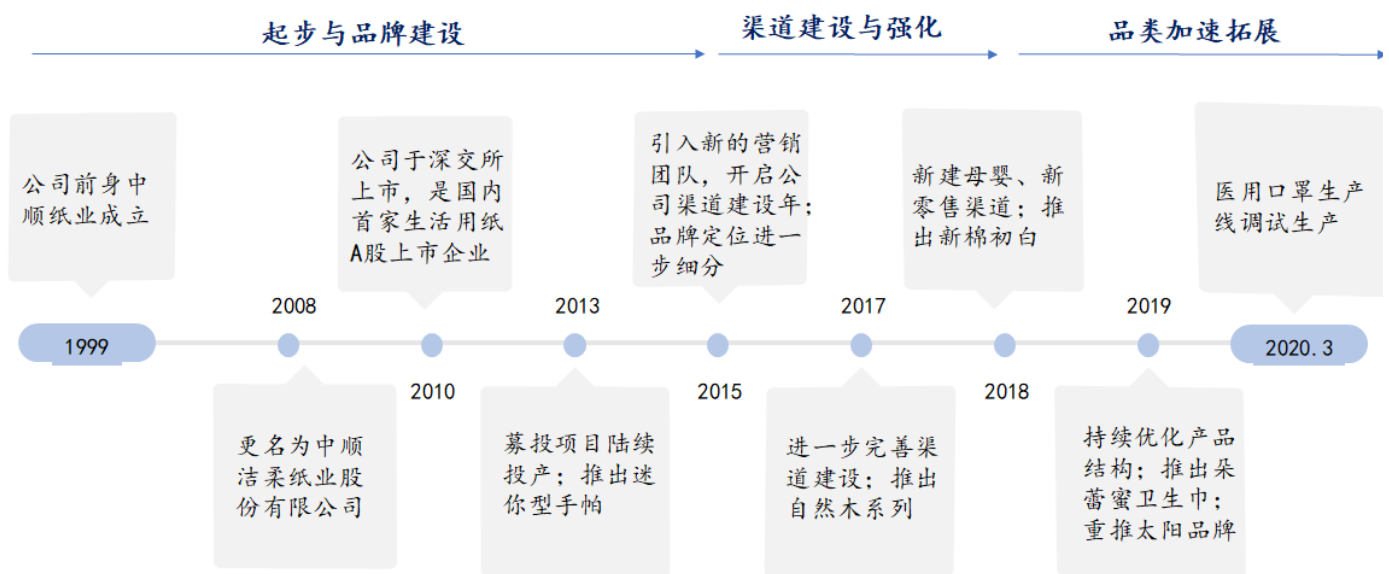 起步与品牌建设
渠道建设与强化
品类加速拓展
公司前身中
顺纸业成立
公司于深交所
上市，是国内
首家生活用纸
A股上市企业
引入新的营销
团队，开启公
司渠道建设年；
品牌定位进一
步细分
新建母婴、新
零售渠道；推
出新棉初白
医用口罩生产
线调试生产
2008
2013
2017
2019
1999
2020.3
2010
2015
2018
更名为中顺
洁柔纸业股
份有限公司
募投项目陆续
投产；推出迷
你型手帕
进一步完善渠
道建设；推出
自然木系列
持续优化产品
结构；推出朵
蕾蜜卫生巾；
重推太阳品牌